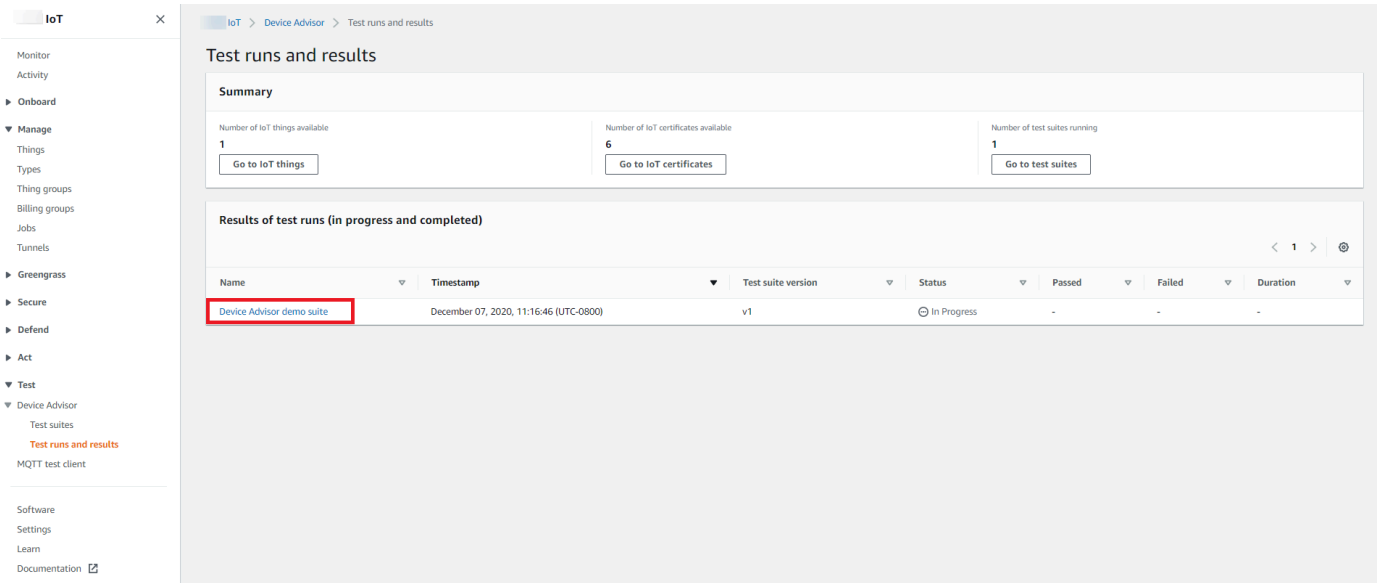 IoT
Monitor
Activity
Onboard
Manage
Things
Types
Thing groups
Billing groups
Jobs
Tunnels
Greengrass
Secure
Defend
Act
Test
Device Advisor
Test suites
Test runs and results
MQTT test client
Software
Settings
Learn
Documentation
IoT > Device Advisor > Test runs and results
Test runs and results
Summary
Number of IoT things available
1
Go to IoT things
Number of IoT certificates available
6
Go to IoT certificates
Number of test suites running
1
Go to test suites
Results of test runs (in progress and completed)
< 1 >
Name Timestamp Test suite version Status Passed Failed Duration
Device Advisor demo suite December 07, 2020, 11:16:46 (UTC-0800) v1 In Progress - - -